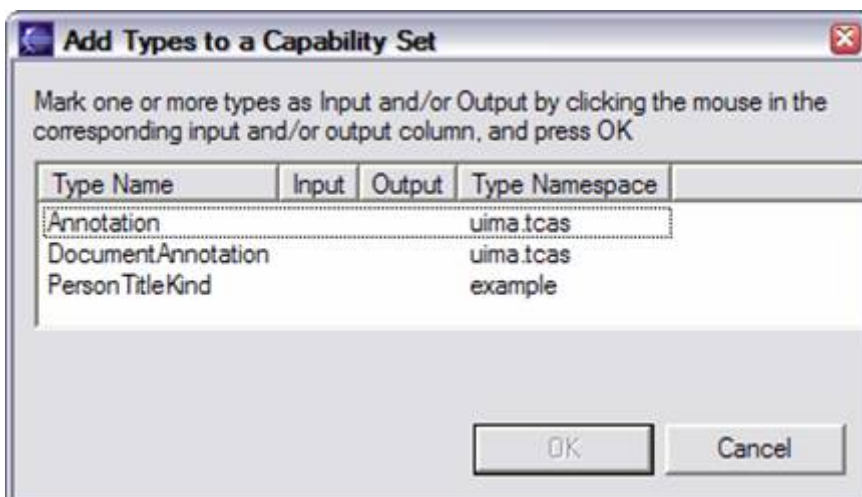 Add Types to a Capability Set
Mark one or more types as Input and/or Output by clicking the mouse in the
corresponding input and/or output column, and press OK
Type Name Input Output Type Namespace
Annotation uima.tcas
DocumentAnnotation uima.tcas
PersonTitleKind example
OK Cancel